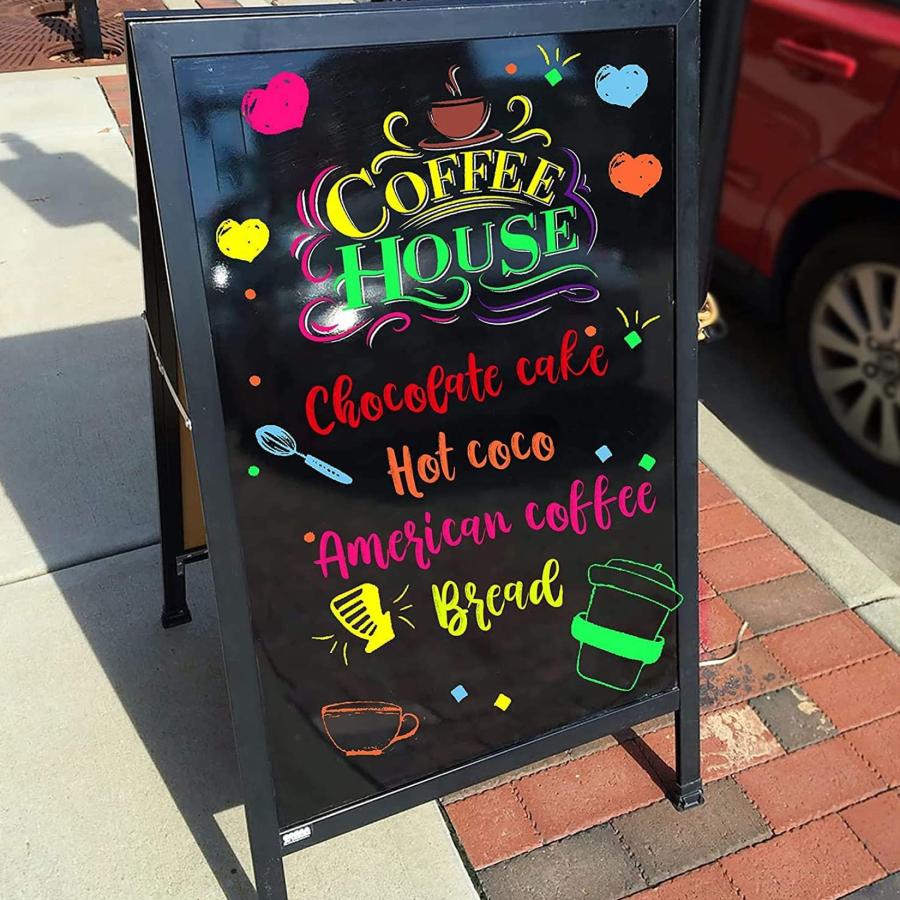 COFFEE
HOUSE
Chocolate cake
Hot coco
American coffee
Bread